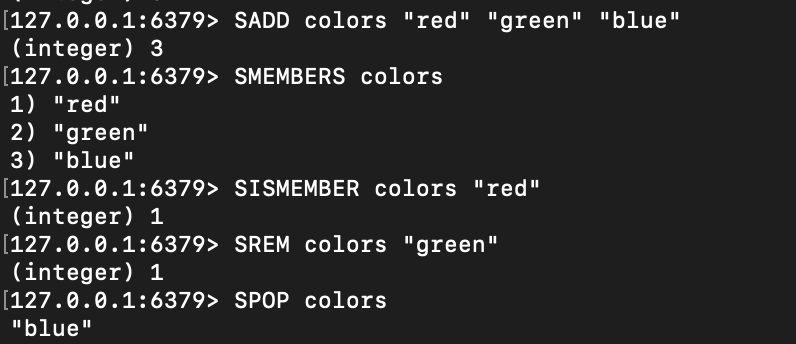 [127.0.0.1:6379> SADD colors "red" "green" "blue"
(integer) 3
[127.0.0.1:6379> SMEMBERS colors
1) "red"
2) "green"
3) "blue"
[127.0.0.1:6379> SISMEMBER colors "red"
(integer) 1
[127.0.0.1:6379> SREM colors "green"
(integer) 1
[127.0.0.1:6379> SPOP colors
"blue"